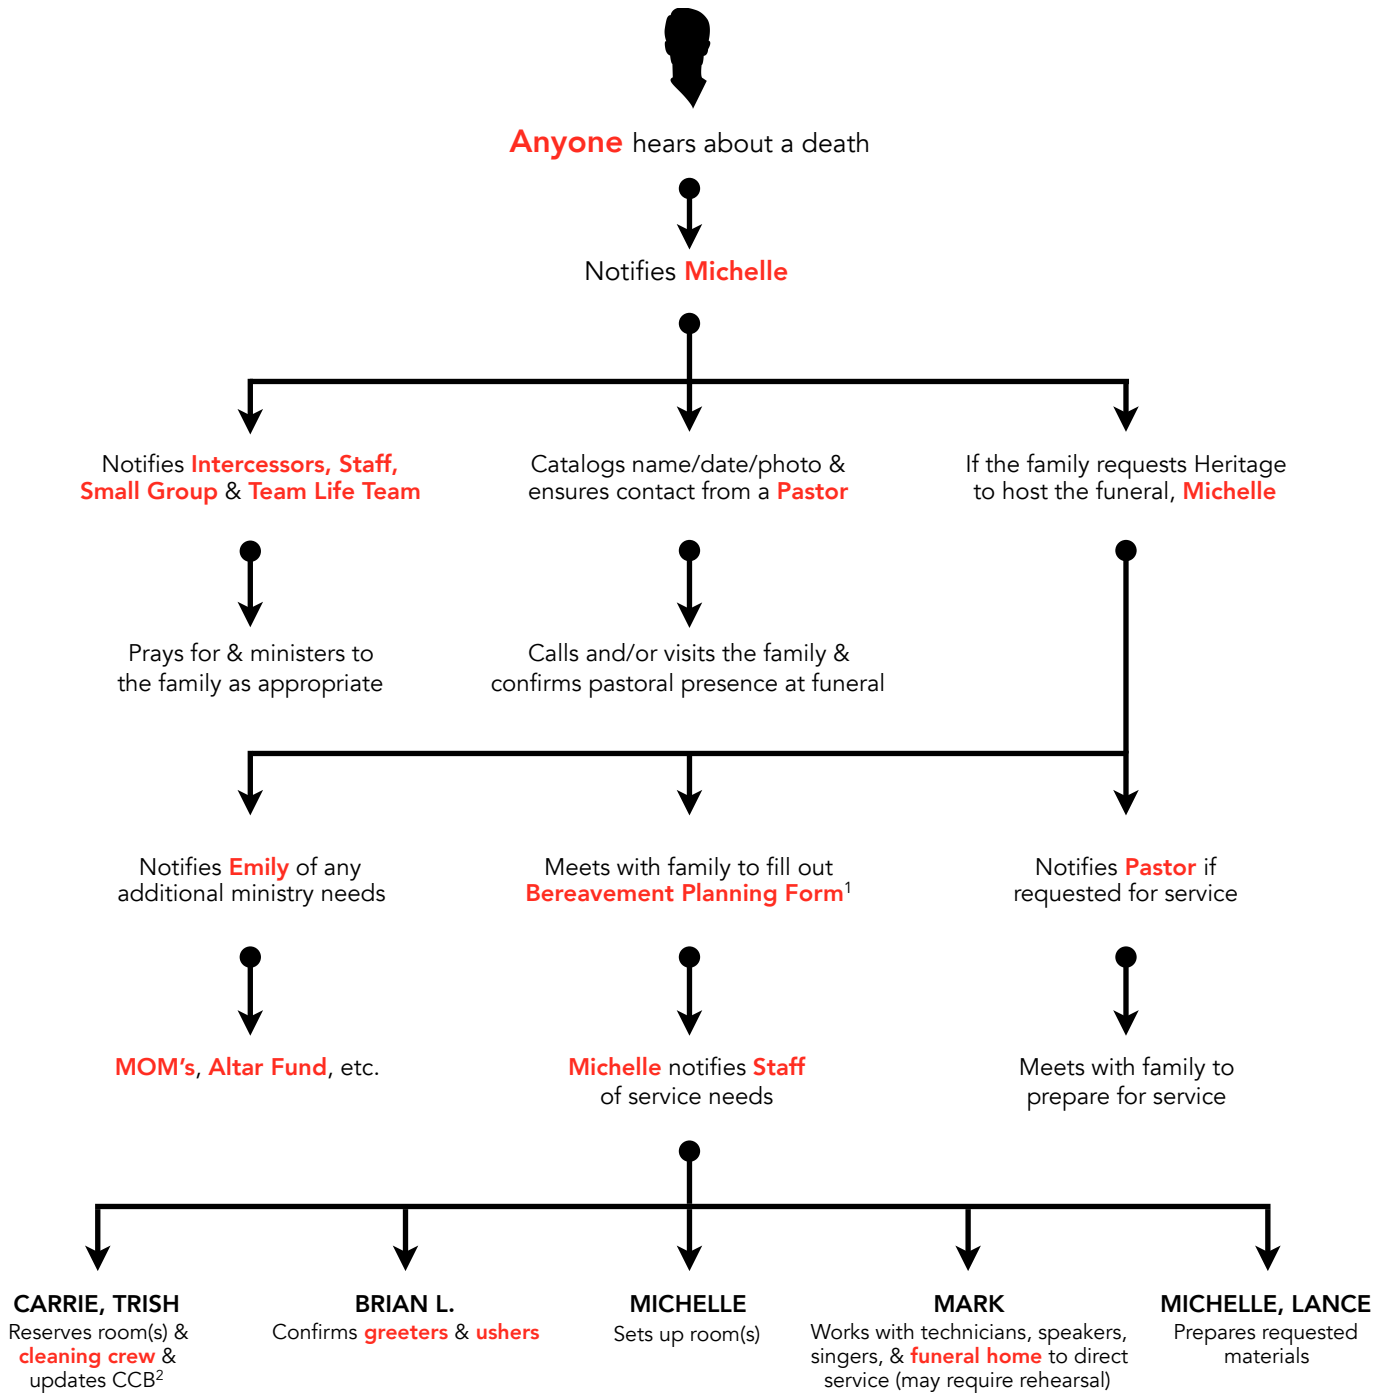 Anyone hears about a death
Notifies Michelle
Notifies Intercessors, Staff,
Small Group & Team Life Team
Catalogs name/date/photo &
ensures contact from a Pastor
If the family requests Heritage
to host the funeral, Michelle
Prays for & ministers to
the family as appropriate
Calls and/or visits the family &
confirms pastoral presence at funeral
Notifies Emily of any
additional ministry needs
Meets with family to fill out
Bereavement Planning Form¹
Notifies Pastor if
requested for service
MOM's, Altar Fund, etc.
Michelle notifies Staff
of service needs
Meets with family to
prepare for service
CARRIE, TRISH
Reserves room(s) &
cleaning crew &
updates CCB²
BRIAN L.
Confirms greeters & ushers
MICHELLE
Sets up room(s)
MARK
Works with technicians, speakers,
singers, & funeral home to direct
service (may require rehearsal)
MICHELLE, LANCE
Prepares requested
materials